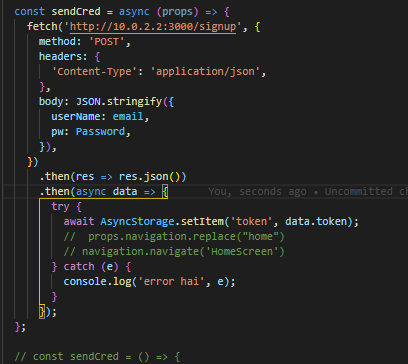 const sendCred = async (props) => {
  fetch('http://10.0.2.2:3000/signup', {
    method: 'POST',
    headers: {
      'Content-Type': 'application/json',
    },
    body: JSON.stringify({
      userName: email,
      pw: Password,
    }),
  })
    .then(res => res.json())
    .then(async data => { You, seconds ago • Uncommitted ch
      try {
        await AsyncStorage.setItem('token', data.token);
        //  props.navigation.replace("home")
        // navigation.navigate('HomeScreen')
      } catch (e) {
        console.log('error hai', e);
      }
    });
};
// const sendCred = () => {